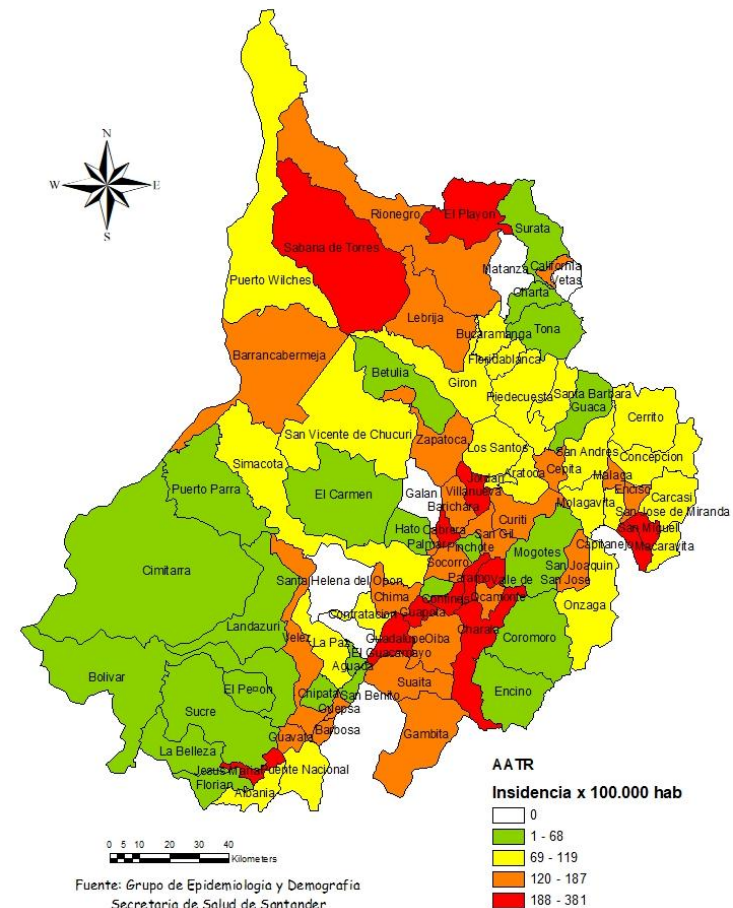 N
W
E
S
Rionegro
El Playon
Surata
Sabana de Torres
Matanza
California
Vetas
Puerto Wilches
Charta
Lebrija
Tona
Bucaramanga
Barrancabermeja
Floridablanca
Betulia
Giron
Piedecuesta
Santa Barbara
Guaca
Cerrito
San Vicente de Chucuri
Zapatoca
Los Santos
San Andres
Concepcion
Simacota
Jordan
Aratoca
Cepita
Malaga
Puerto Parra
El Carmen
Galan
Villanueva
Enciso
Carcasi
Barichara
Molagavita
San Jose de Miranda
Hato
Cabrera
Curiti
San Miguel
Palmar
San Gil
Pinchote
Mogotes
Capitanejo
Macaravita
Cimitarra
Socorro
San Joaquin
Santa Helena del Opon
Paramo
Valle de San Jose
Chima
Confines
Ocamonte
Onzaga
Contratacion
Guapota
Landazuri
Velez
La Paz
Guadalupe
Oiba
Charala
Coromoro
El Guacamayo
Bolivar
Aguada
El Peñon
Chipata
San Benito
Suaita
Encino
Sucre
Guepsa
Barbosa
Gambita
Guavata
La Belleza
Jesus Maria
Puente Nacional
Florian
Albania
AATR
Insidencia x 100.000 hab
0
1 - 68
69 - 119
120 - 187
188 - 381
0 5 10 20 30 40
Kilometers
Fuente: Grupo de Epidemiologia y Demografia
Secretaria de Salud de Santander